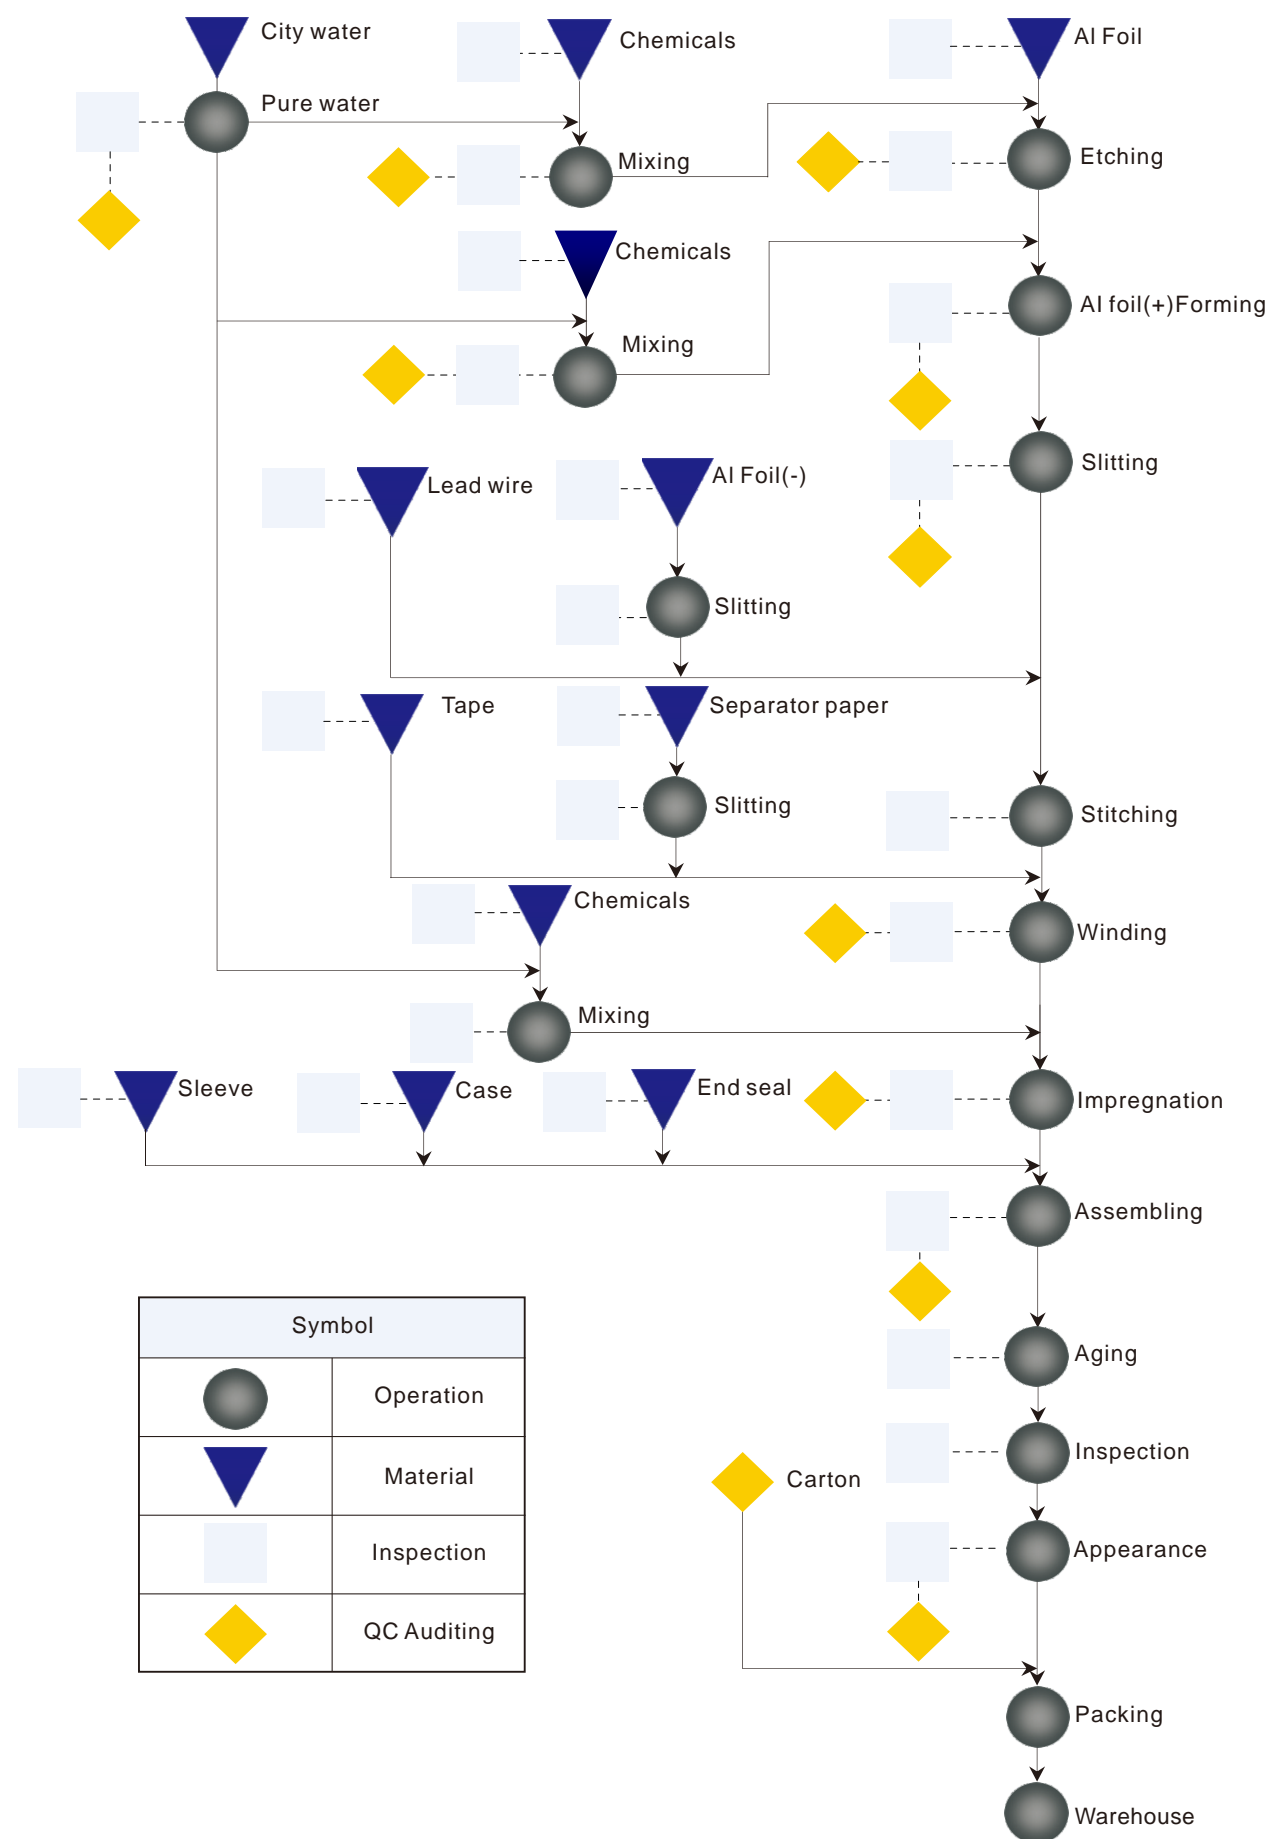 City water
Chemicals
Al Foil
Pure water
Mixing
Etching
Chemicals
Mixing
Al foil(+)Forming
Slitting
Lead wire
Al Foil(-)
Slitting
Tape
Separator paper
Slitting
Stitching
Chemicals
Winding
Mixing
Sleeve
Case
End seal
Impregnation
Assembling
Symbol
Operation
Material
Inspection
QC Auditing
Aging
Inspection
Carton
Appearance
Packing
Warehouse